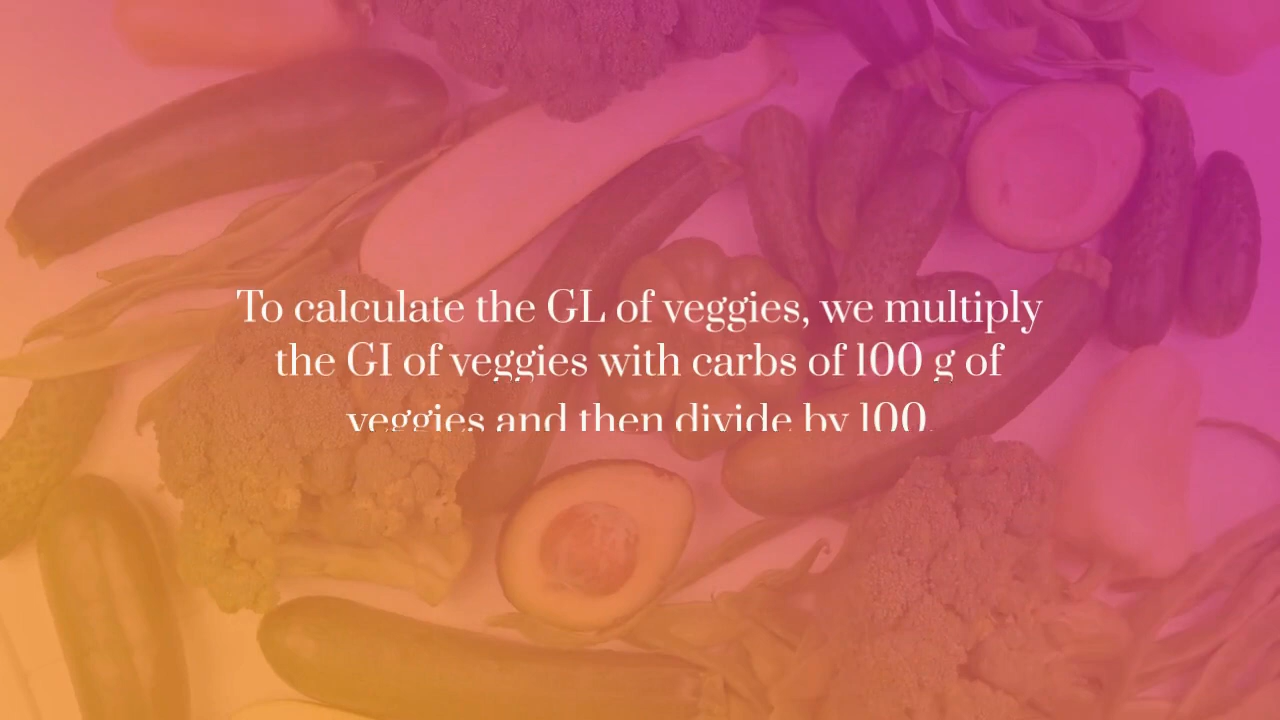 To calculate the GL of veggies, we multiply
the GI of veggies with carbs of 100 g of
veggies and then divide by 100.